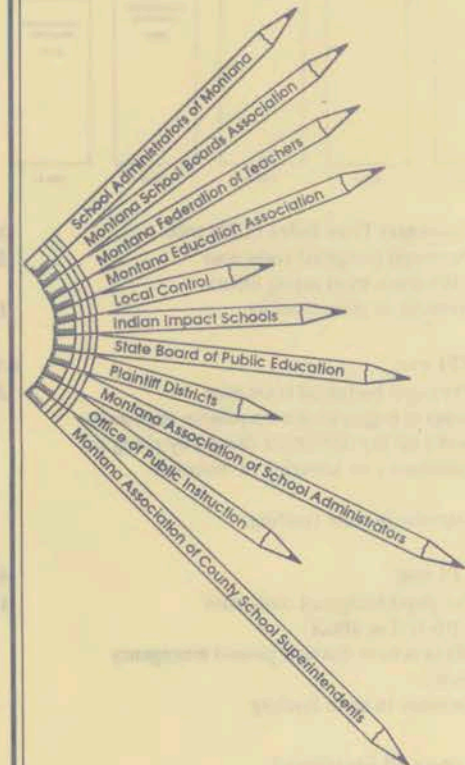 School Administrators of Montana
Montana School Boards Association
Montana Federation of Teachers
Montana Education Association
Local Control
Indian Impact Schools
State Board of Public Education
Plaintiff Districts
Montana Association of School Administrators
Office of Public Instruction
Montana Association of County School Superintendents